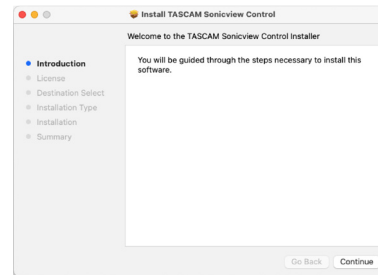 Install TASCAM Sonicview Control
Welcome to the TASCAM Sonicview Control Installer
Introduction
License
Destination Select
Installation Type
Installation
Summary
You will be guided through the steps necessary to install this
software.
Go Back
Continue